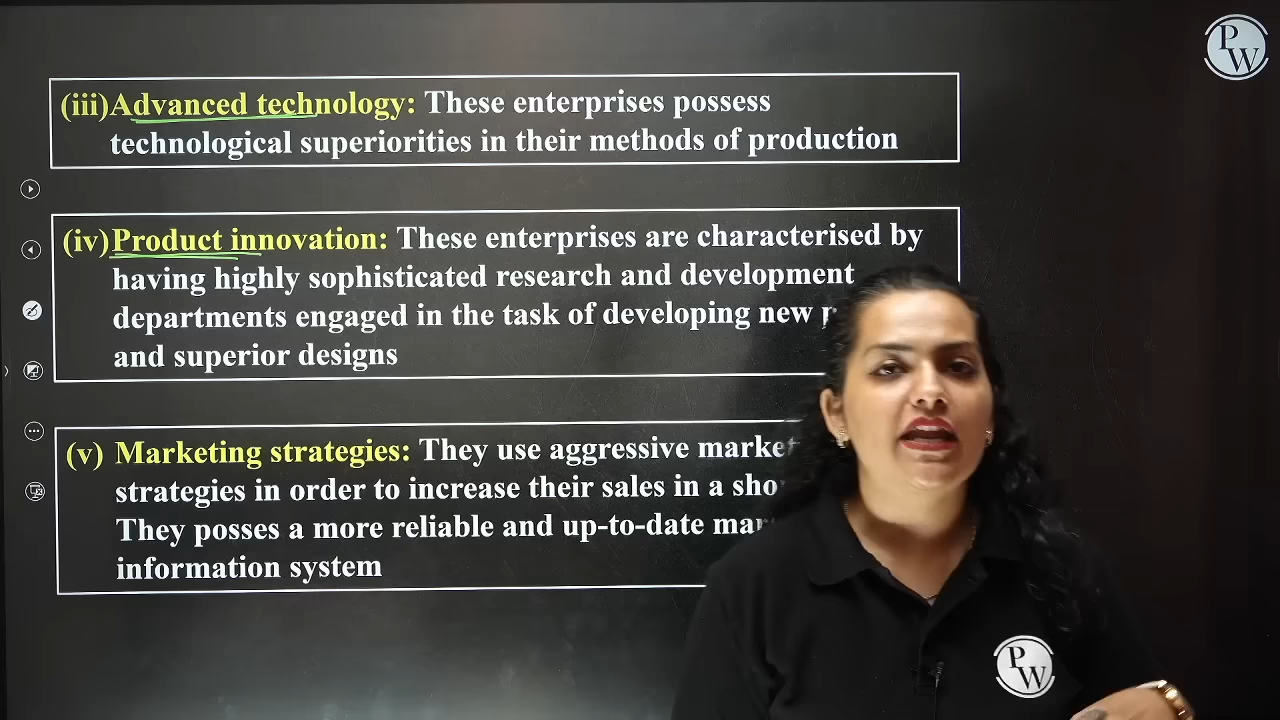 PW
(iii) Advanced technology: These enterprises possess
technological superiorities in their methods of production
(iv) Product innovation: These enterprises are characterised by
having highly sophisticated research and development
departments engaged in the task of developing new
and superior designs
(v) Marketing strategies: They use aggressive
strategies in order to increase their sales in a
They posses a more reliable and up-to-date
information system
PW